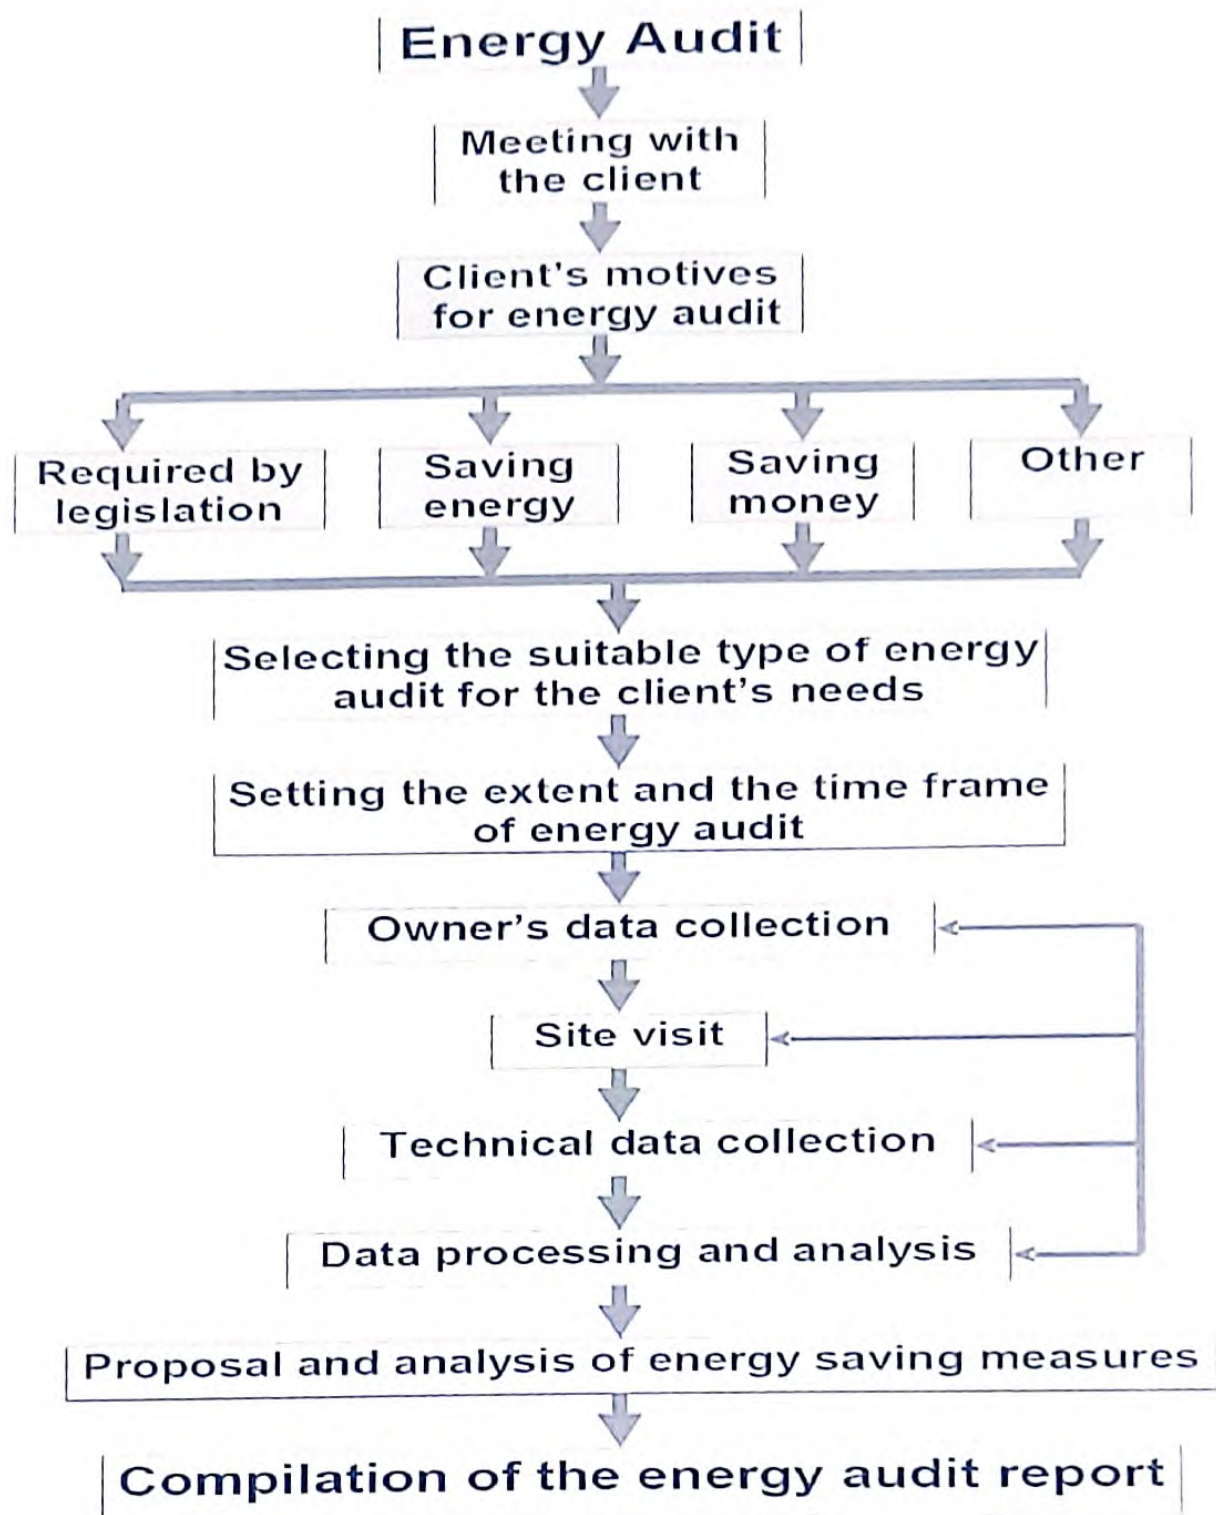 Energy Audit
Meeting with
the client
Client's motives
for energy audit
Required by
legislation
Saving
energy
Saving
money
Other
Selecting the suitable type of energy
audit for the client's needs
Setting the extent and the time frame
of energy audit
Owner's data collection
Site visit
Technical data collection
Data processing and analysis
Proposal and analysis of energy saving measures
Compilation of the energy audit report